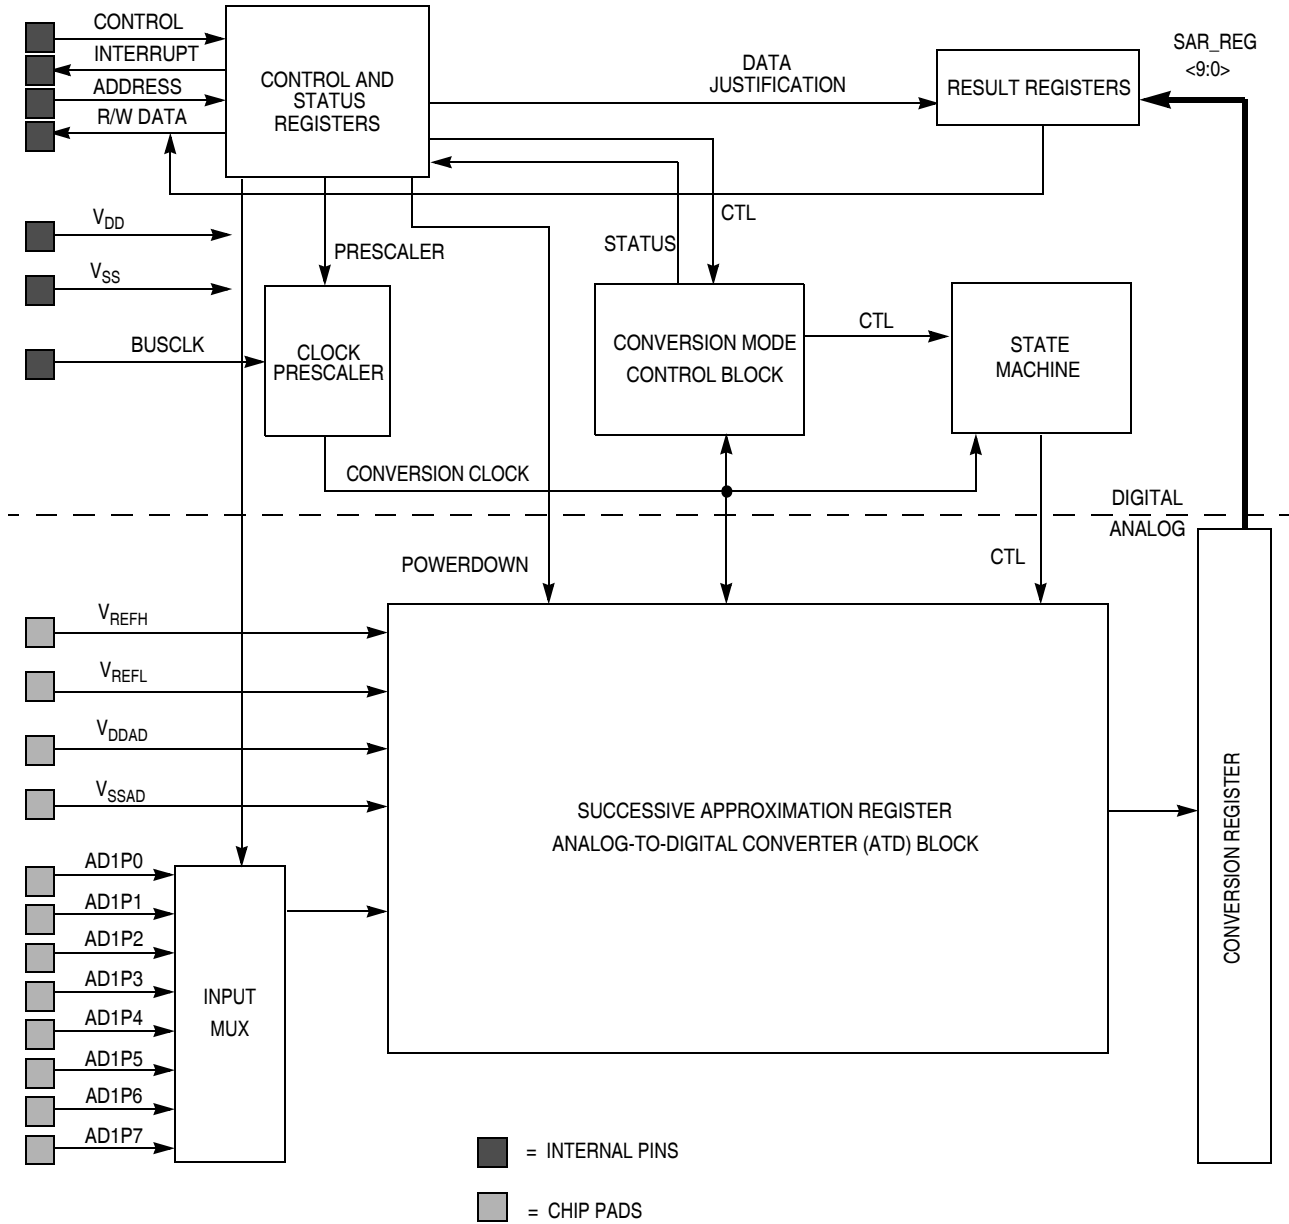 CONTROL
INTERRUPT
ADDRESS
R/W DATA
CONTROL AND
STATUS
REGISTERS
DATA
JUSTIFICATION
RESULT REGISTERS
SAR_REG
<9:0>
VDD
VSS
BUSCLK
PRESCALER
CLOCK
PRESCALER
STATUS
CTL
CONVERSION MODE
CONTROL BLOCK
CTL
STATE
MACHINE
CONVERSION CLOCK
DIGITAL
ANALOG
POWERDOWN
CTL
VREFH
VREFL
VDDAD
VSSAD
SUCCESSIVE APPROXIMATION REGISTER
ANALOG-TO-DIGITAL CONVERTER (ATD) BLOCK
CONVERSION REGISTER
AD1P0
AD1P1
AD1P2
AD1P3
AD1P4
AD1P5
AD1P6
AD1P7
INPUT
MUX
= INTERNAL PINS
= CHIP PADS